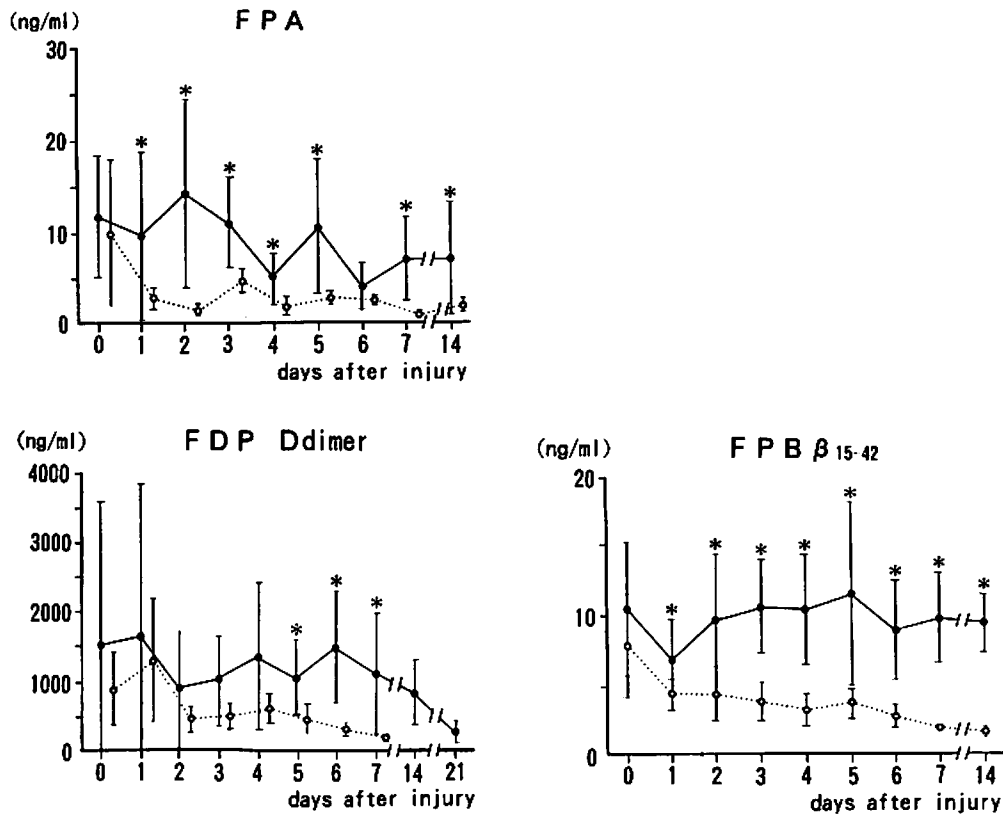 (ng/ml) FPA
30
20
10
0
* * * * * * *
0 1 2 3 4 5 6 7 14
days after injury
(ng/ml) FDP Ddimer
4000
3000
2000
1000
0
* * *
0 1 2 3 4 5 6 7 14 21
days after injury
(ng/ml) FPB β15-42
20
10
0
* * * * * * * *
0 1 2 3 4 5 6 7 14
days after injury